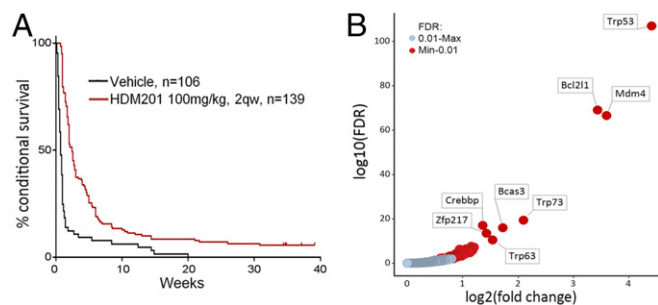 A
% conditional survival
100
50
0
0 10 20 30 40
Weeks
Vehicle, n=106
HDM201 100mg/kg, 2qw, n=139
B
log10(FDR)
100
80
60
40
20
0
0 1 2 3 4
log2(fold change)
FDR:
0.01-Max
Min-0.01
Trp53
Bcl2l1
Mdm4
Bcas3
Crebbp
Trp73
Zfp217
Trp63